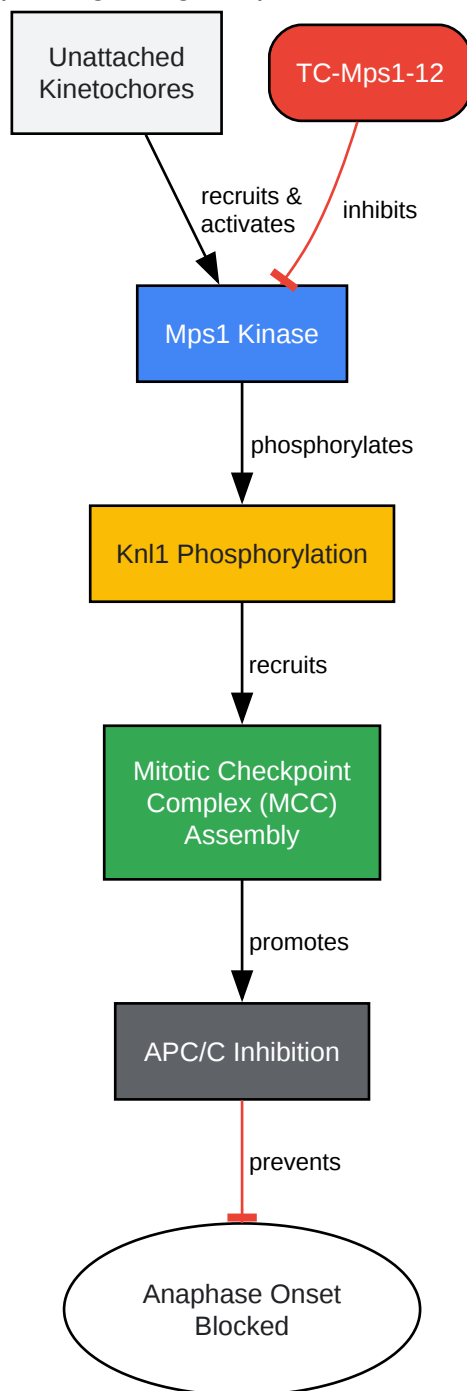 Unattached
Kinetochores
TC-Mps1-12
recruits &
activates
inhibits
Mps1 Kinase
phosphorylates
Knl1 Phosphorylation
recruits
Mitotic Checkpoint
Complex (MCC)
Assembly
promotes
APC/C Inhibition
prevents
Anaphase Onset
Blocked